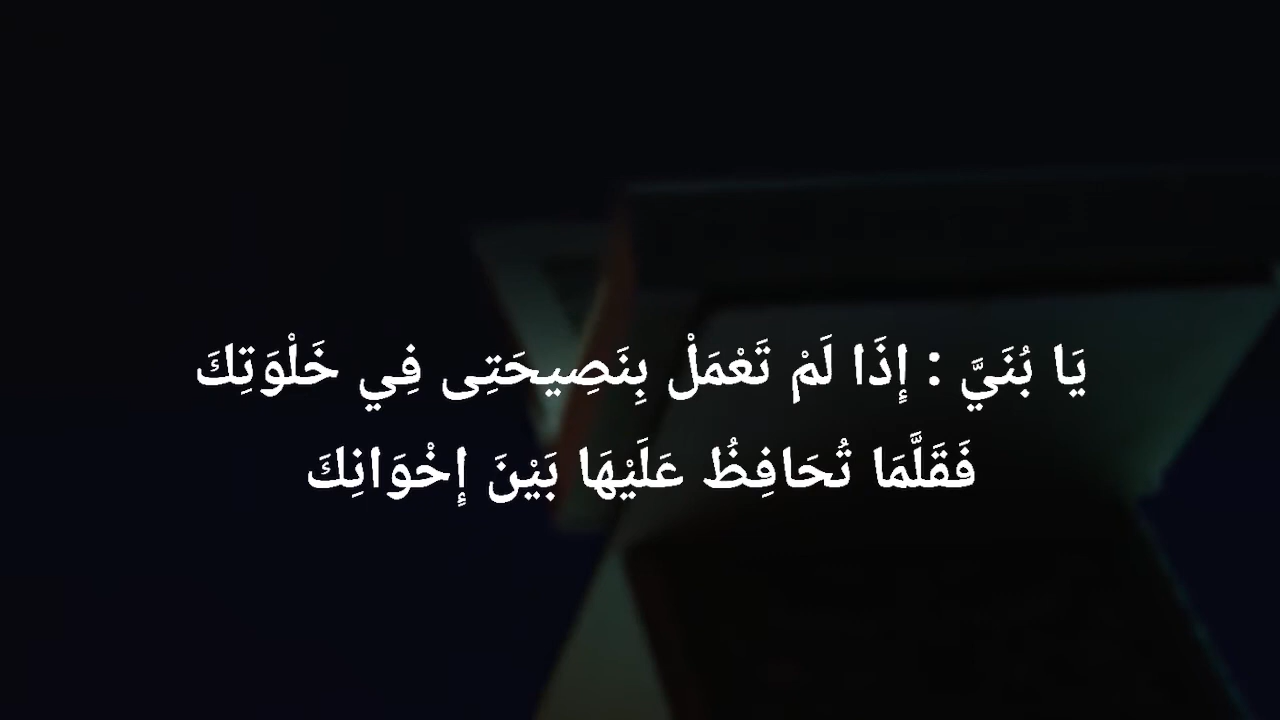 يَا بُنَيَّ : إِذَا لَمْ تَعْمَلْ بِنَصِيحَتِى فِي خَلْوَتِكَ
فَقَلَّمَا تُحَافِظُ عَلَيْهَا بَيْنَ إِخْوَانِكَ